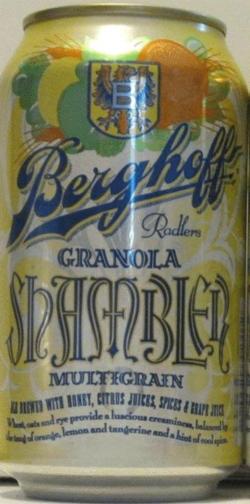 B
Berghoff
Radlers
GRANOLA
SHAMBLER
MULTIGRAIN
ALE BREWED WITH HONEY, CITRUS JUICES, SPICES & GRAPE JUICE
Wheat, oats and rye provide a luscious creaminess, balanced by
the tang of orange, lemon and tangerine and a hint of cool spice.